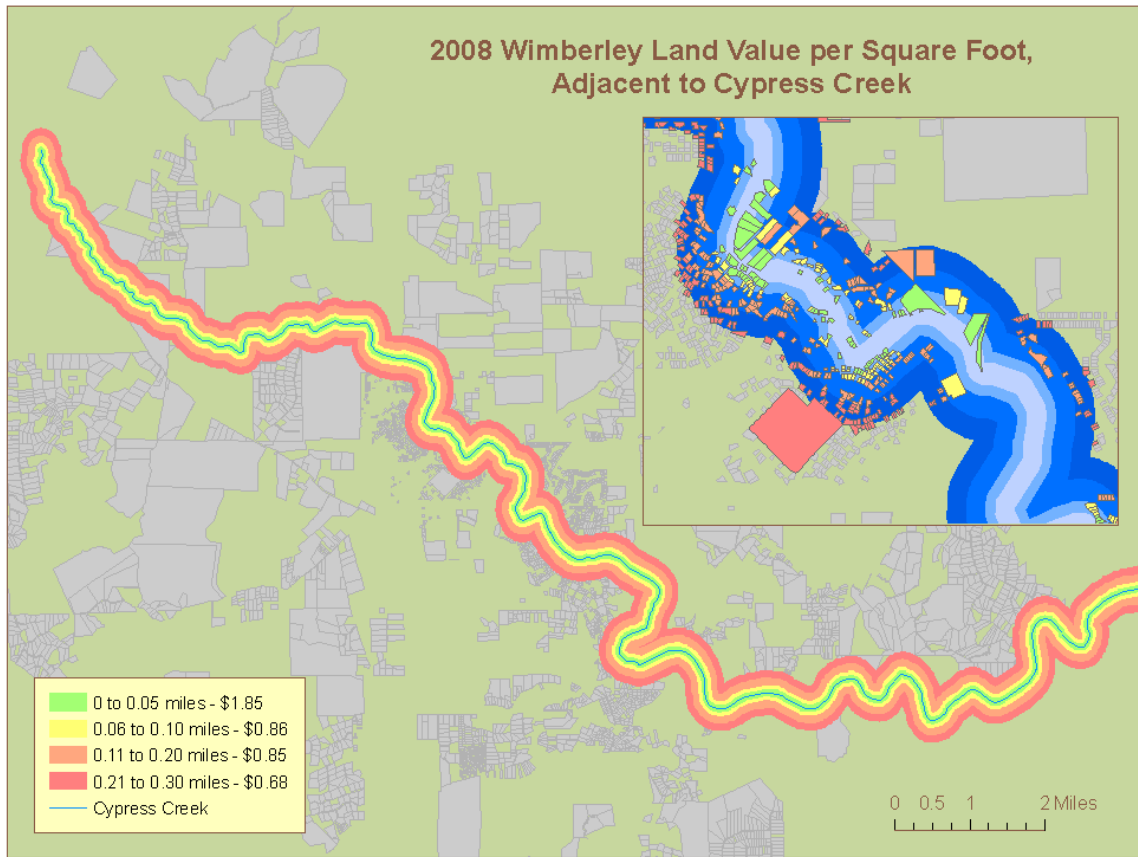 2008 Wimberley Land Value per Square Foot,
Adjacent to Cypress Creek
0 to 0.05 miles - $1.85
0.06 to 0.10 miles - $0.86
0.11 to 0.20 miles - $0.85
0.21 to 0.30 miles - $0.68
Cypress Creek
0 0.5 1 2 Miles